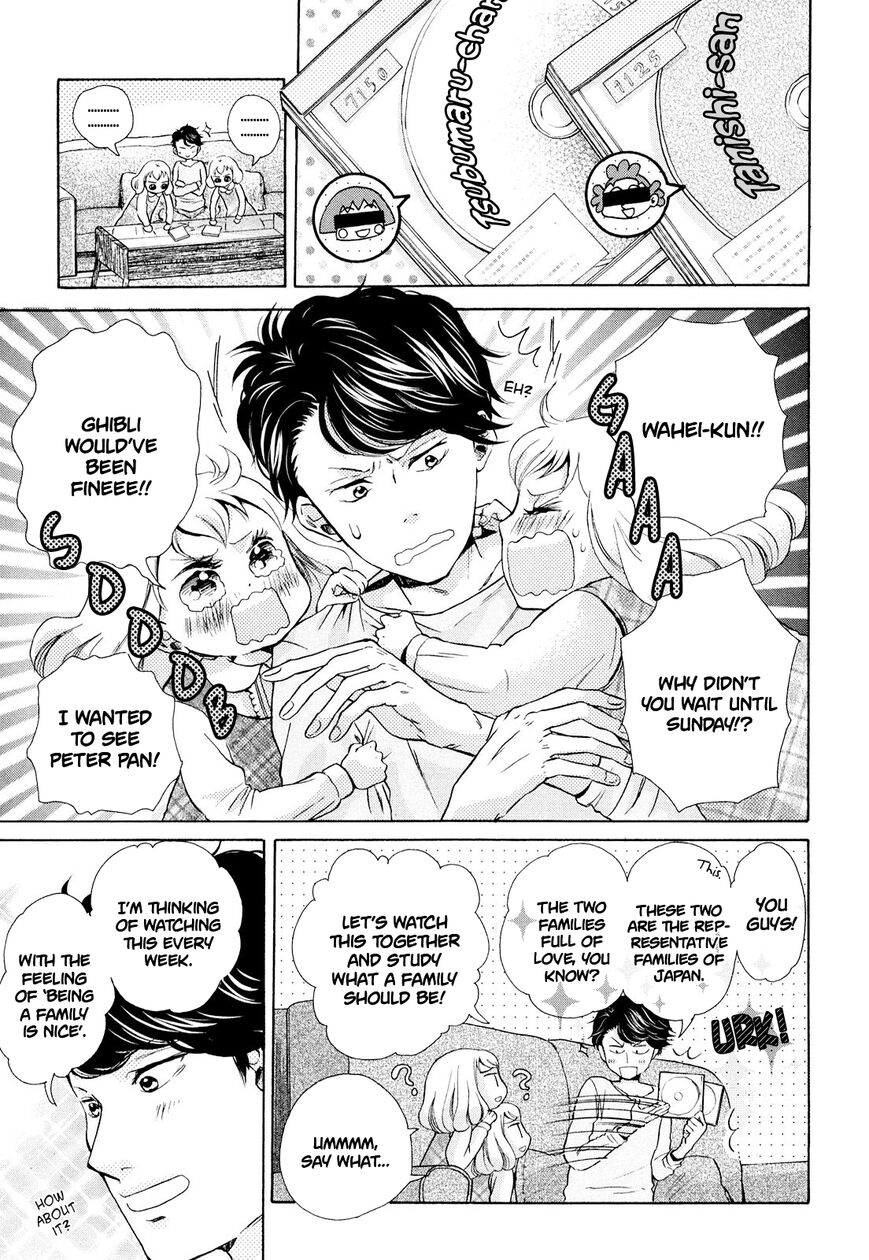 1125
Tanishi-san
7150
Tsubumaru-chan
WAHEI-KUN!!
WHY DIDN'T
YOU WAIT UNTIL
SUNDAY!?
GAAA
EH?
GHIBLI
WOULD'VE
BEEN
FINEEE!!
I WANTED
TO SEE
PETER PAN!
YOU
GUYS!
This.
THESE TWO
ARE THE REP-
RESENTATIVE
FAMILIES OF
JAPAN.
THE TWO
FAMILIES
FULL OF
LOVE, YOU
KNOW?
URK!
LET'S WATCH
THIS TOGETHER
AND STUDY
WHAT A FAMILY
SHOULD BE!
? ?
UMMMM,
SAY WHAT...
I'M THINKING
OF WATCHING
THIS EVERY
WEEK.
WITH THE
FEELING
OF 'BEING
A FAMILY
IS NICE'.
HOW
ABOUT
IT?